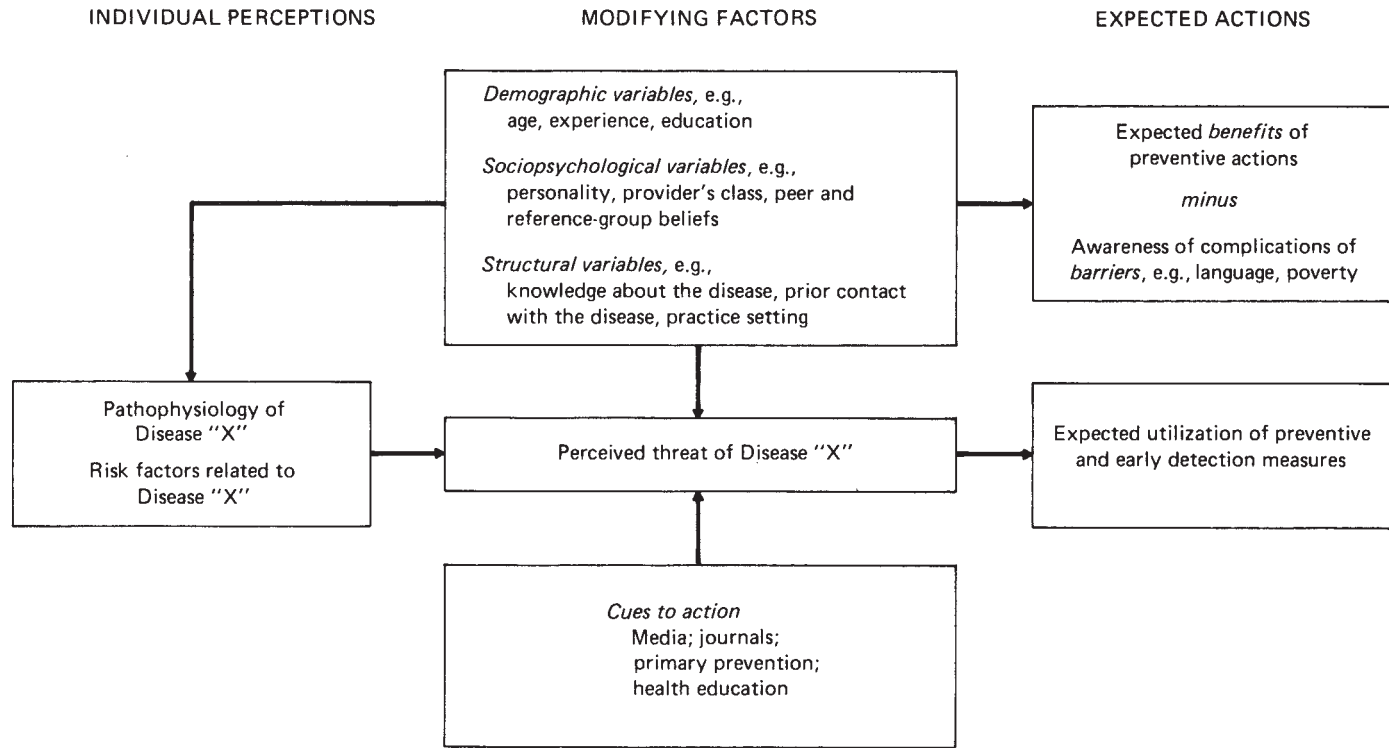 INDIVIDUAL PERCEPTIONS
MODIFYING FACTORS
EXPECTED ACTIONS
Demographic variables, e.g.,
age, experience, education
Sociopsychological variables, e.g.,
personality, provider's class, peer and
reference-group beliefs
Structural variables, e.g.,
knowledge about the disease, prior contact
with the disease, practice setting
Expected benefits of
preventive actions
minus
Awareness of complications of
barriers, e.g., language, poverty
Pathophysiology of
Disease "X"
Risk factors related to
Disease "X"
Perceived threat of Disease "X"
Expected utilization of preventive
and early detection measures
Cues to action
Media; journals;
primary prevention;
health education